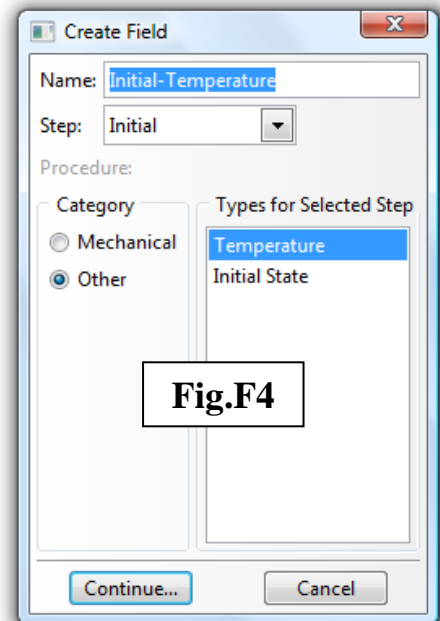 Create Field
Name: Initial-Temperature
Step: Initial
Procedure:
Category
Mechanical
Other
Types for Selected Step
Temperature
Initial State
Fig.F4
Continue...
Cancel